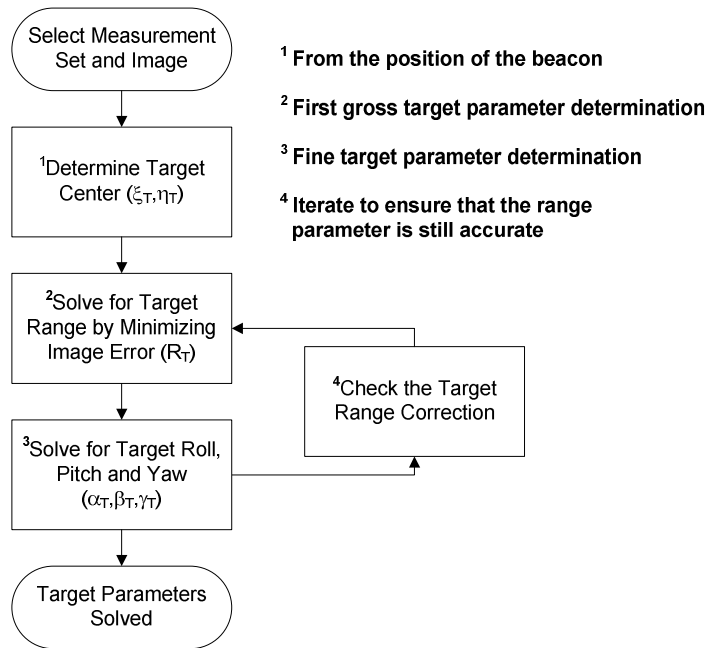 Select Measurement
Set and Image
¹Determine Target
Center (ξT,ηT)
²Solve for Target
Range by Minimizing
Image Error (RT)
³Solve for Target Roll,
Pitch and Yaw
(αT,βT,γT)
Target Parameters
Solved
⁴Check the Target
Range Correction
¹ From the position of the beacon
² First gross target parameter determination
³ Fine target parameter determination
⁴ Iterate to ensure that the range
parameter is still accurate